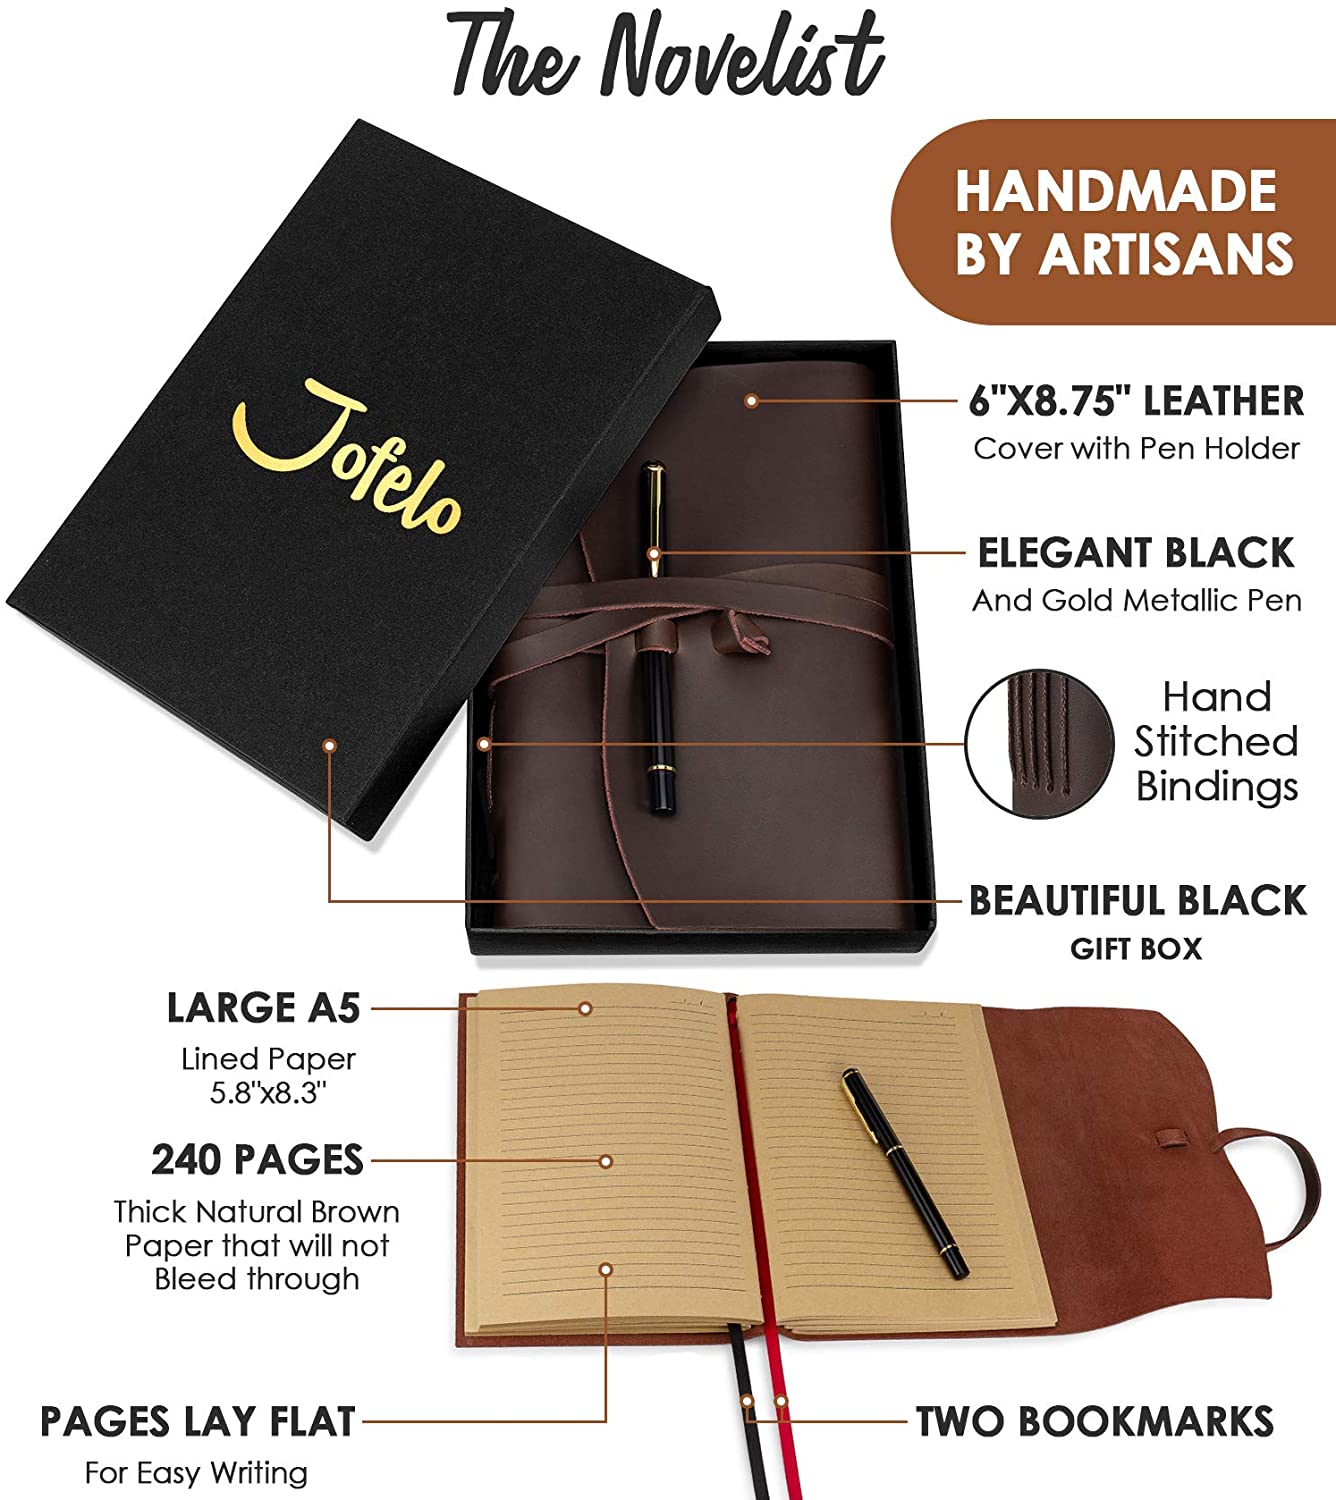 The Novelist
HANDMADE
BY ARTISANS
Jofelo
6"X8.75" LEATHER
Cover with Pen Holder
ELEGANT BLACK
And Gold Metallic Pen
Hand
Stitched
Bindings
BEAUTIFUL BLACK
GIFT BOX
LARGE A5
Lined Paper
5.8"x8.3"
240 PAGES
Thick Natural Brown
Paper that will not
Bleed through
PAGES LAY FLAT
For Easy Writing
TWO BOOKMARKS